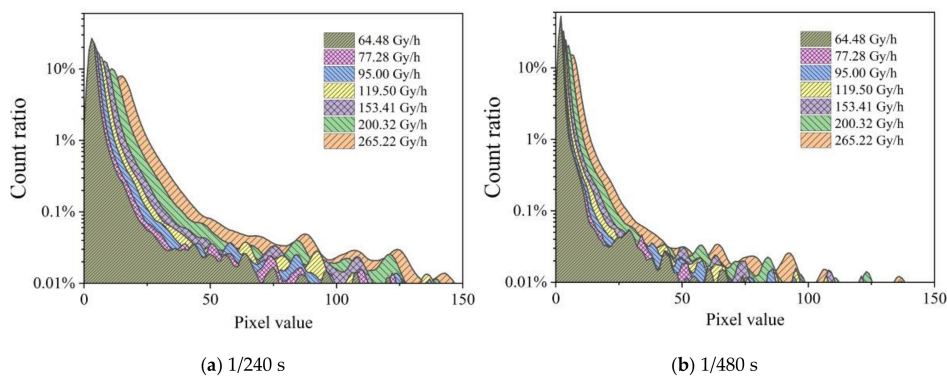 Count ratio
10%
1%
0.1%
0.01%
64.48 Gy/h
77.28 Gy/h
95.00 Gy/h
119.50 Gy/h
153.41 Gy/h
200.32 Gy/h
265.22 Gy/h
0
50
100
150
Pixel value
(a) 1/240 s
Count ratio
10%
1%
0.1%
0.01%
64.48 Gy/h
77.28 Gy/h
95.00 Gy/h
119.50 Gy/h
153.41 Gy/h
200.32 Gy/h
265.22 Gy/h
0
50
100
150
Pixel value
(b) 1/480 s